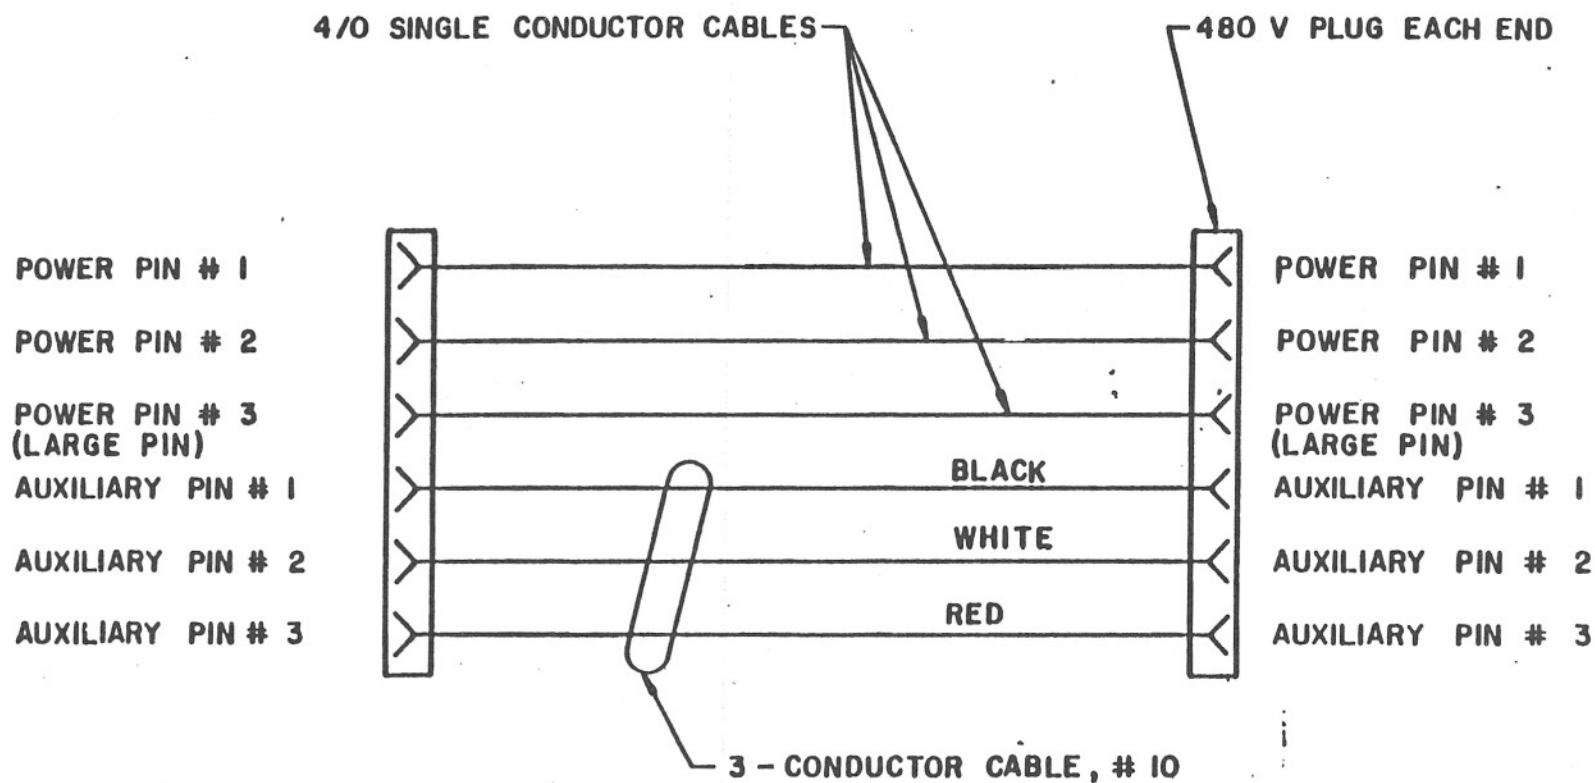 4/0 SINGLE CONDUCTOR CABLES
480 V PLUG EACH END
POWER PIN # 1
POWER PIN # 1
POWER PIN # 2
POWER PIN # 2
POWER PIN # 3
(LARGE PIN)
POWER PIN # 3
(LARGE PIN)
AUXILIARY PIN # 1
BLACK
AUXILIARY PIN # 1
AUXILIARY PIN # 2
WHITE
AUXILIARY PIN # 2
AUXILIARY PIN # 3
RED
AUXILIARY PIN # 3
3 - CONDUCTOR CABLE, # 10